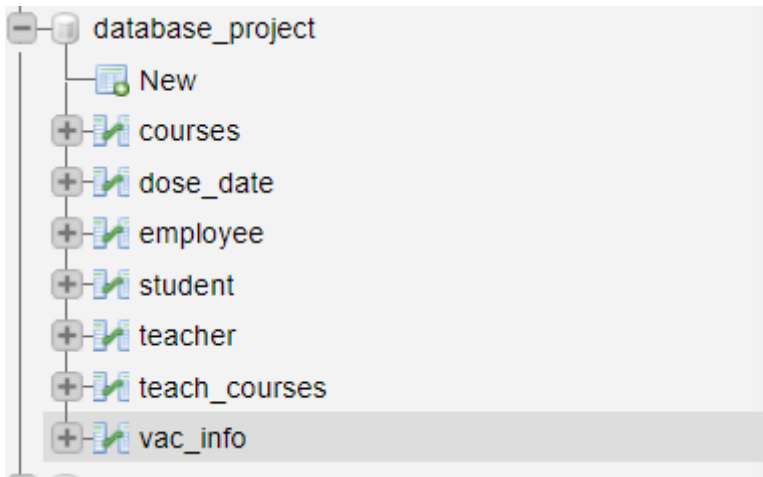 database_project
New
courses
dose_date
employee
student
teacher
teach_courses
vac_info